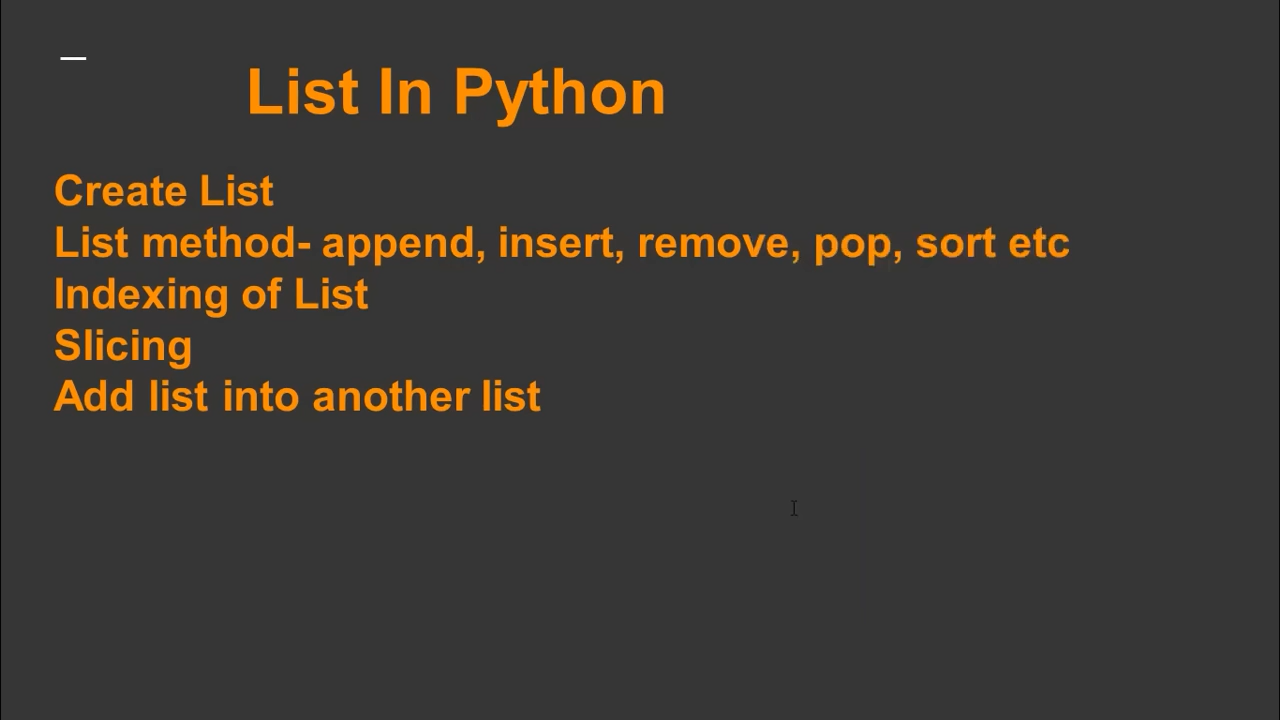 List In Python
Create List
List method- append, insert, remove, pop, sort etc
Indexing of List
Slicing
Add list into another list